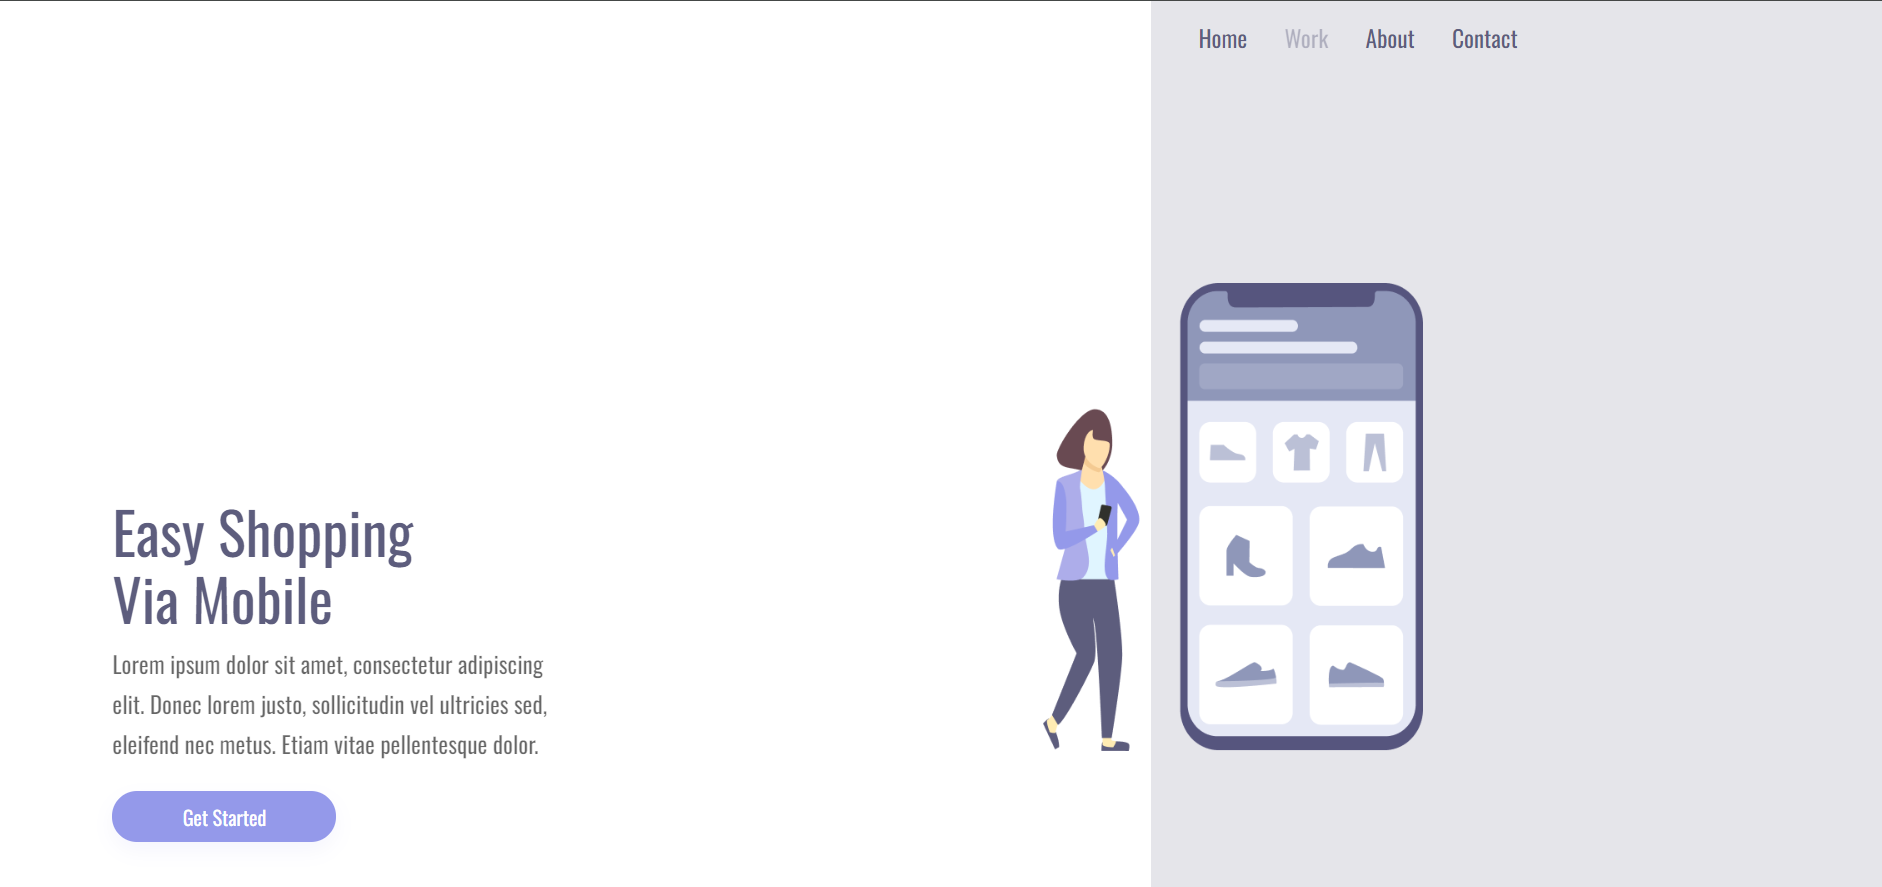 Home Work About Contact
Easy Shopping
Via Mobile
Lorem ipsum dolor sit amet, consectetur adipiscing
elit. Donec lorem justo, sollicitudin vel ultricies sed,
eleifend nec metus. Etiam vitae pellentesque dolor.
Get Started